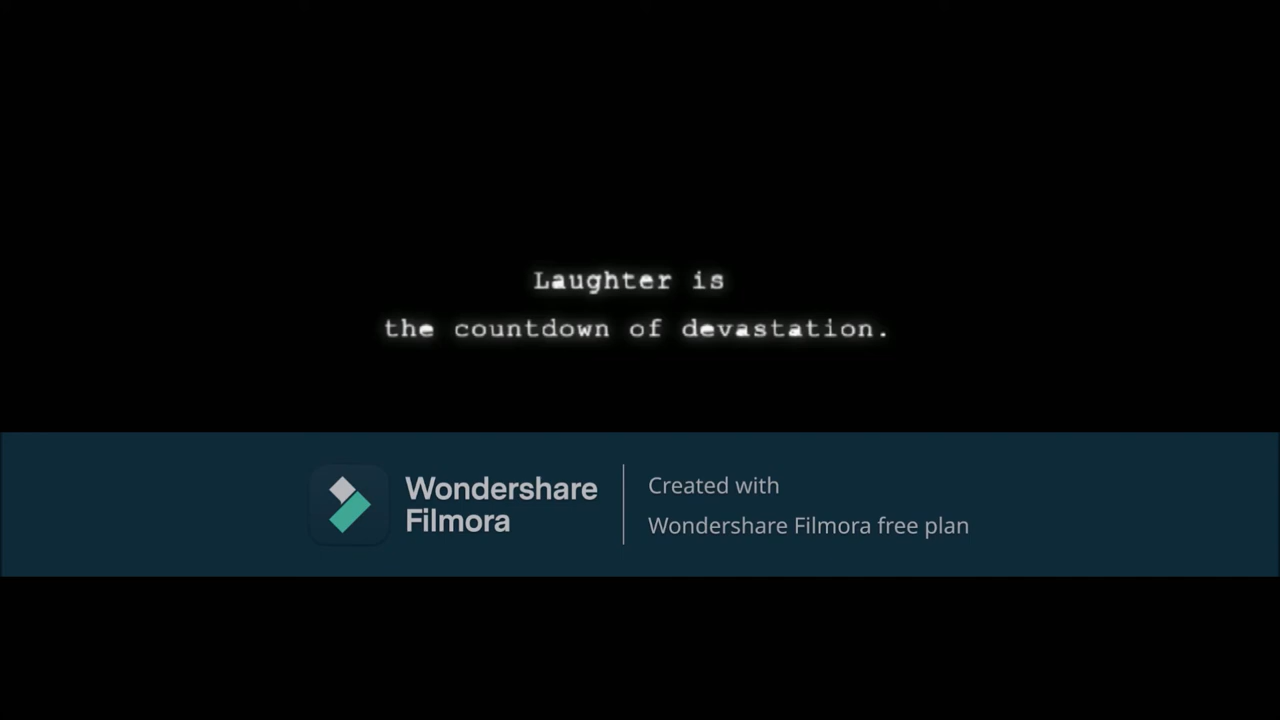 Laughter is
the countdown of devastation.
Wondershare
Filmora
Created with
Wondershare Filmora free plan